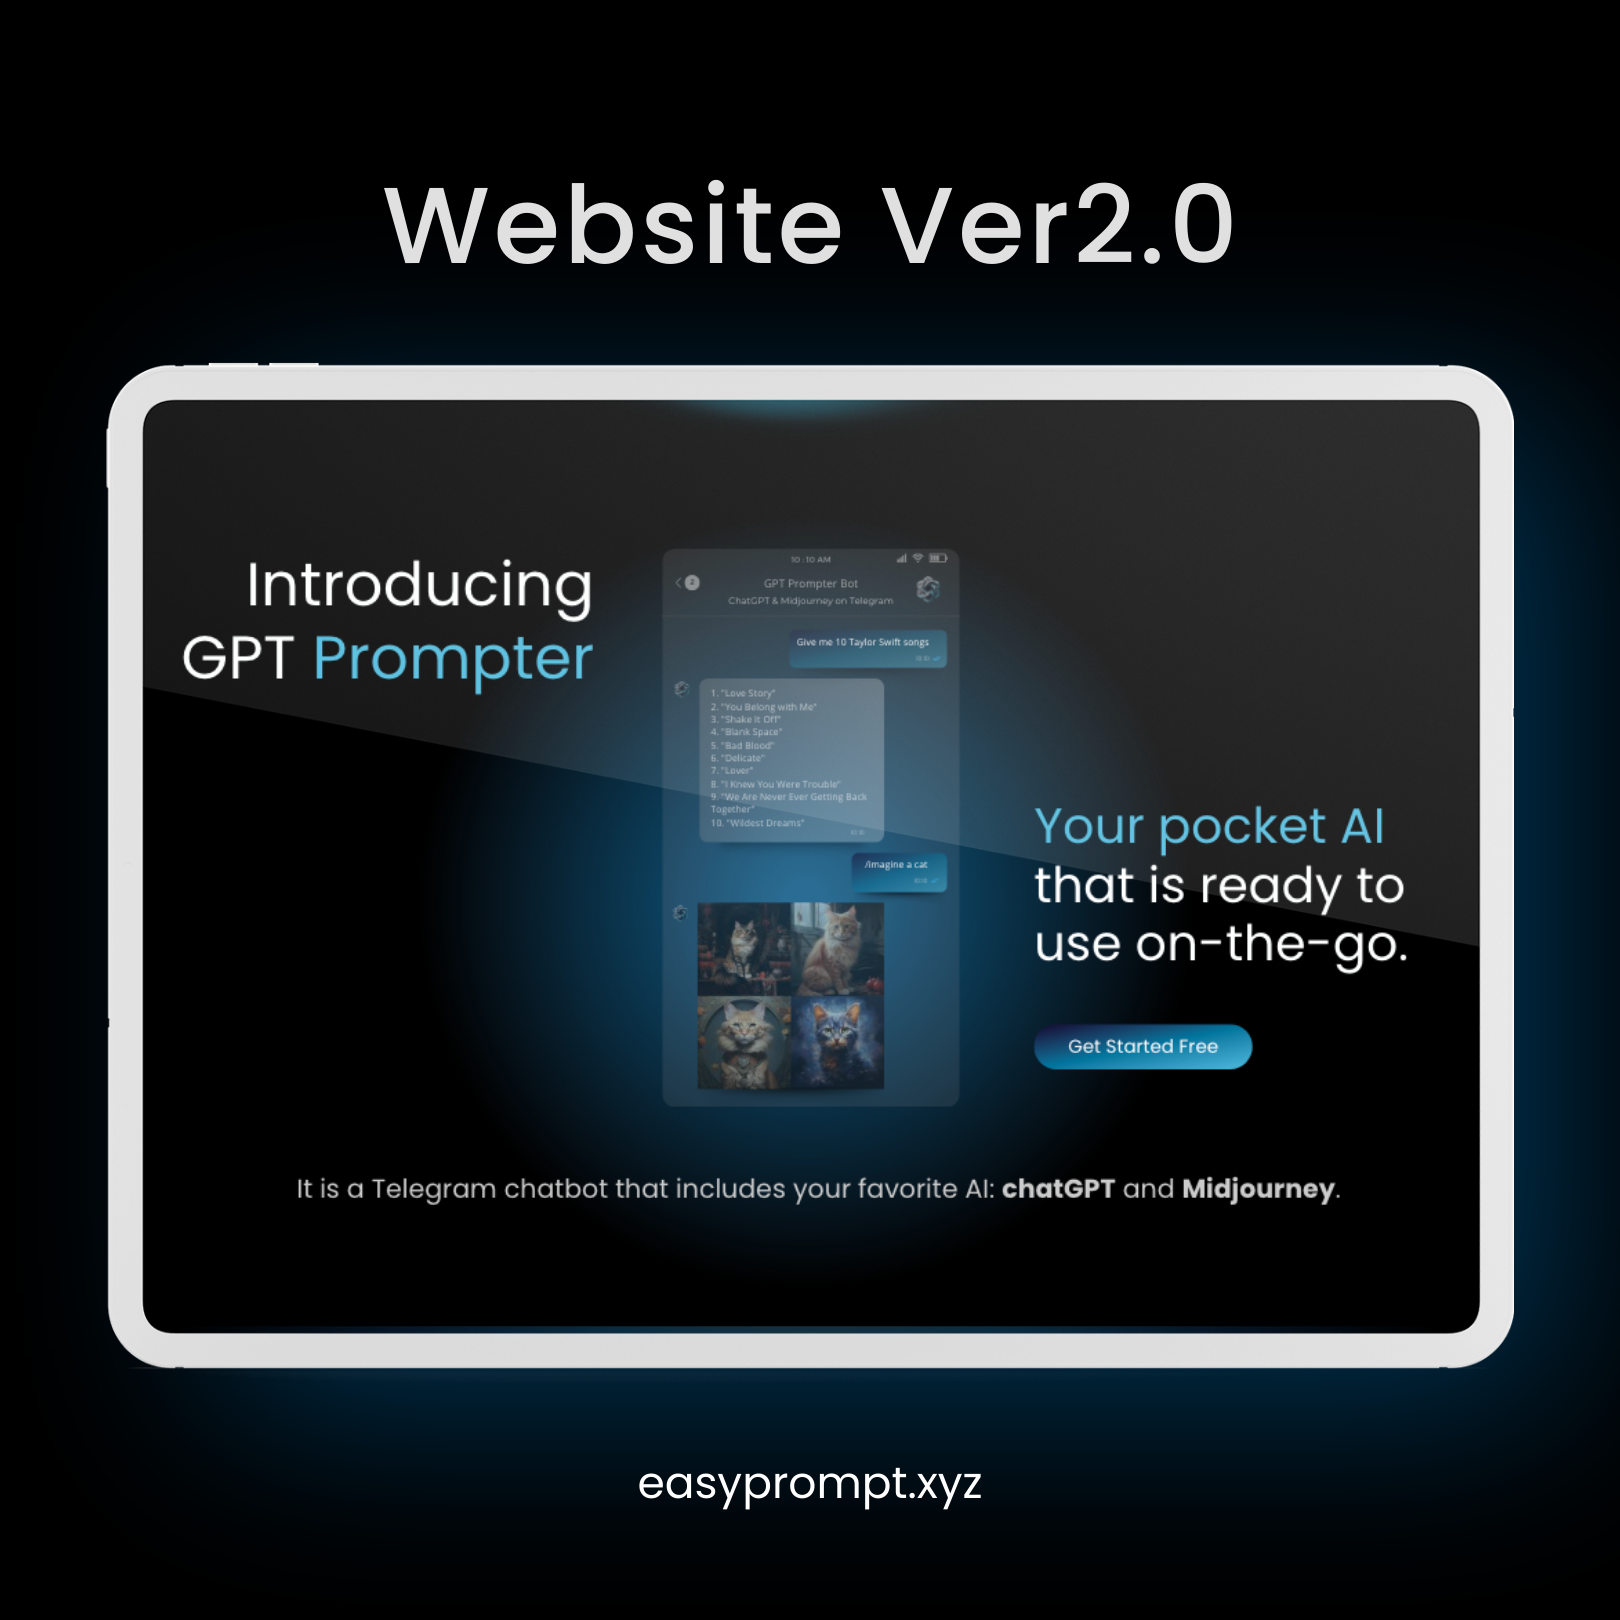 Website Ver2.0
Introducing
GPT Prompter
10:10 AM
2
GPT Prompter Bot
ChatGPT & Midjourney on Telegram
Give me 10 Taylor Swift songs
1. "Love Story"
2. "You Belong with Me"
3. "Shake It Off"
4. "Blank Space"
5. "Bad Blood"
6. "Delicate"
7. "Lover"
8. "I Knew You Were Trouble"
9. "We Are Never Ever Getting Back
Together"
10. "Wildest Dreams"
/imagine a cat
Your pocket AI
that is ready to
use on-the-go.
Get Started Free
It is a Telegram chatbot that includes your favorite AI: chatGPT and Midjourney.
easyprompt.xyz